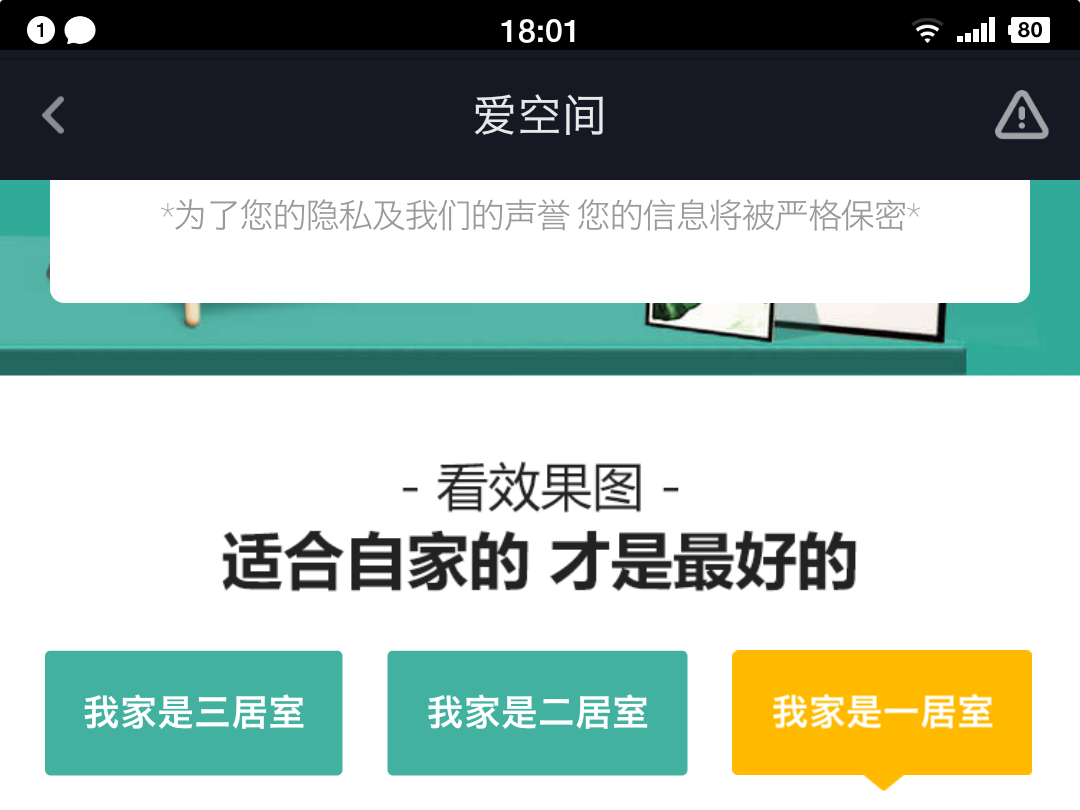 1 18:01 80
爱空间
*为了您的隐私及我们的声誉 您的信息将被严格保密*
- 看效果图 -
适合自家的 才是最好的
我家是三居室 我家是二居室 我家是一居室